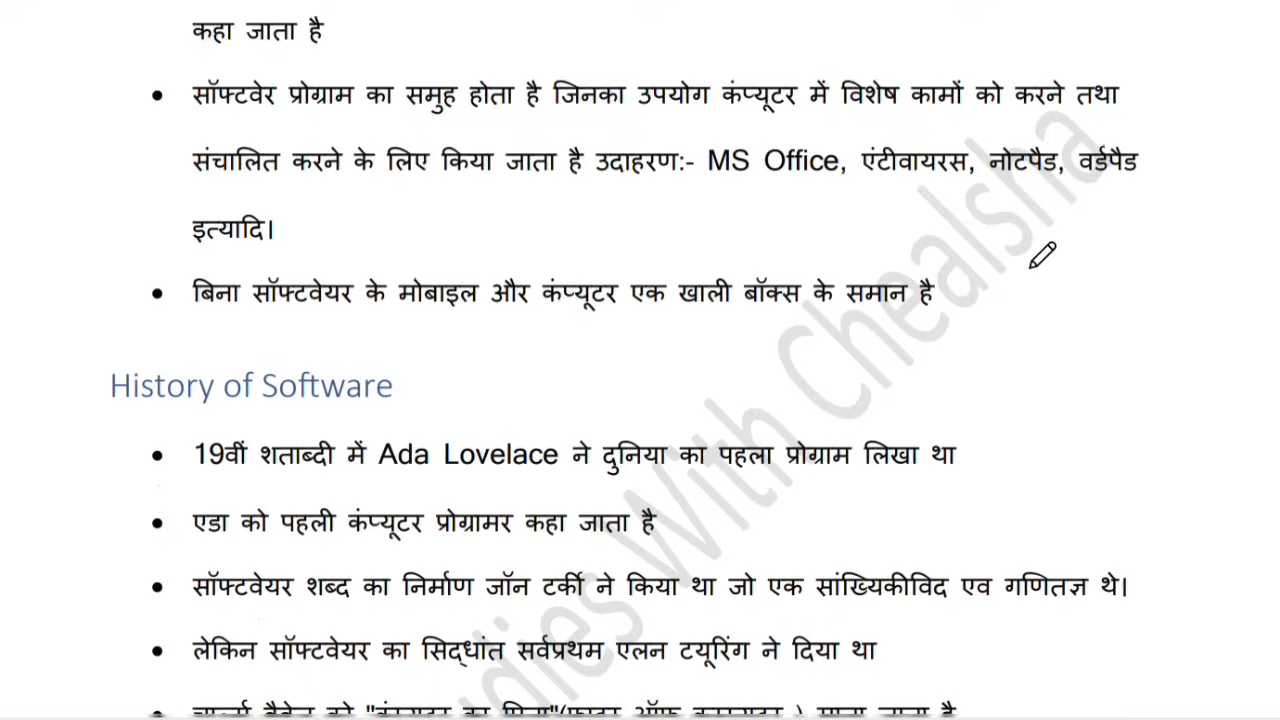 कहा जाता है
• सॉफ्टवेर प्रोग्राम का समुह होता है जिनका उपयोग कंप्यूटर में विशेष कामों को करने तथा
संचालित करने के लिए किया जाता है उदाहरण:- MS Office, एंटीवायरस, नोटपैड, वर्डपैड
इत्यादि।
• बिना सॉफ्टवेयर के मोबाइल और कंप्यूटर एक खाली बॉक्स के समान है
History of Software
• 19वीं शताब्दी में Ada Lovelace ने दुनिया का पहला प्रोग्राम लिखा था
• एडा को पहली कंप्यूटर प्रोग्रामर कहा जाता है
• सॉफ्टवेयर शब्द का निर्माण जॉन टर्की ने किया था जो एक सांख्यिकीविद एव गणितज्ञ थे।
• लेकिन सॉफ्टवेयर का सिद्धांत सर्वप्रथम एलन टयूरिंग ने दिया था
With Chealsha